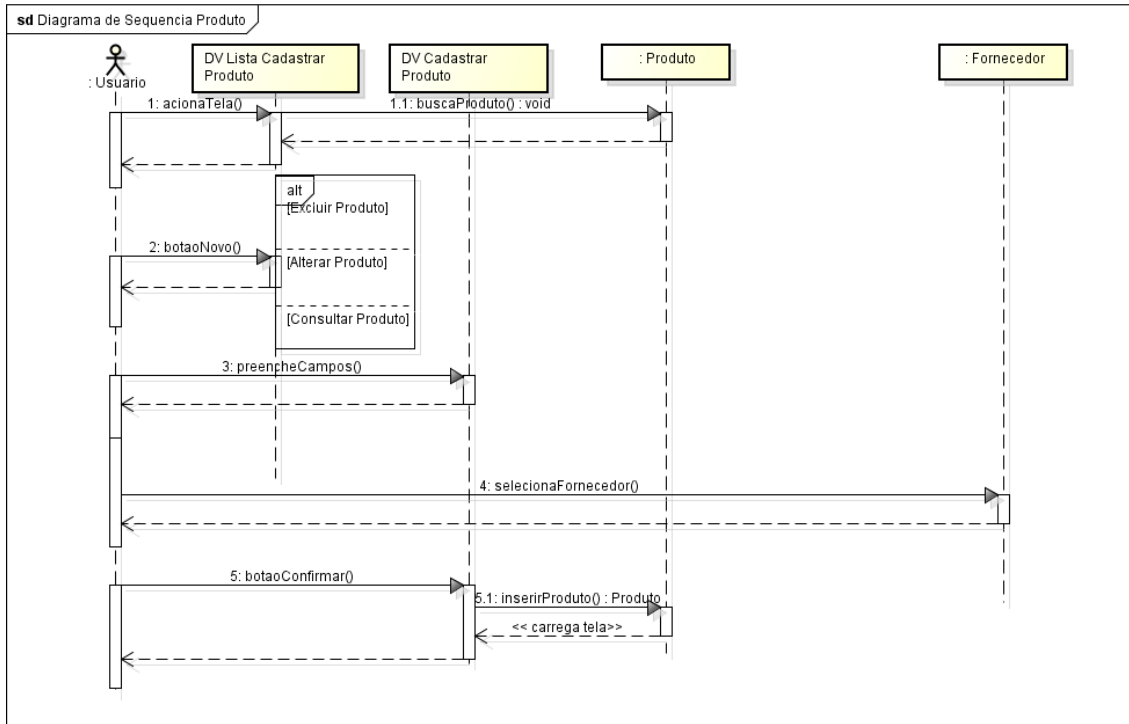 sd Diagrama de Sequencia Produto
: Usuario
DV Lista Cadastrar
Produto
DV Cadastrar
Produto
: Produto
: Fornecedor
1: acionaTela()
1.1: buscaProduto() : void
alt
[Excluir Produto]
2: botaoNovo()
[Alterar Produto]
[Consultar Produto]
3: preencheCampos()
4: selecionaFornecedor()
5: botaoConfirmar()
5.1: inserirProduto() : Produto
<< carrega tela>>